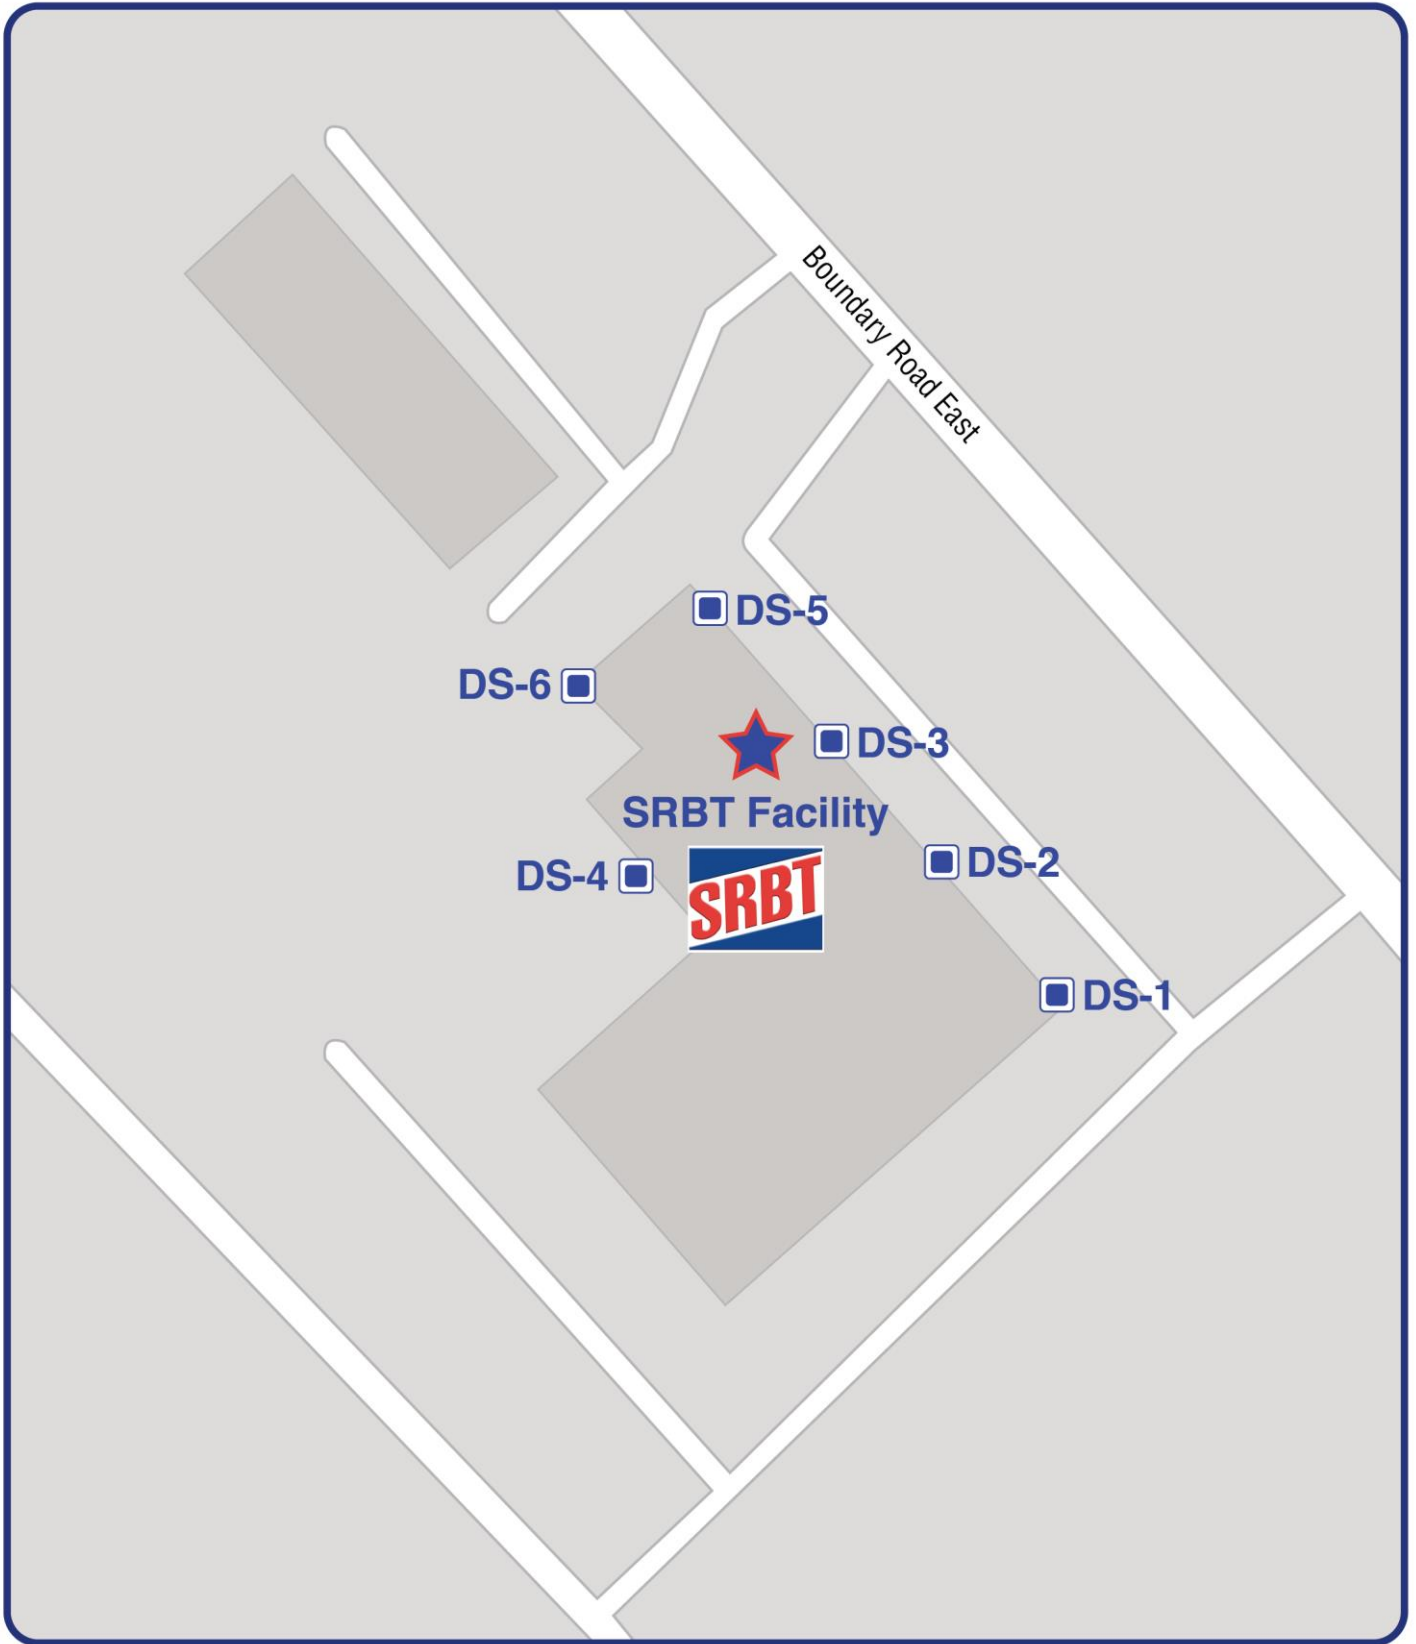 Boundary Road East
DS-5
DS-6
DS-3
SRBT Facility
DS-2
DS-4
SRBT
DS-1